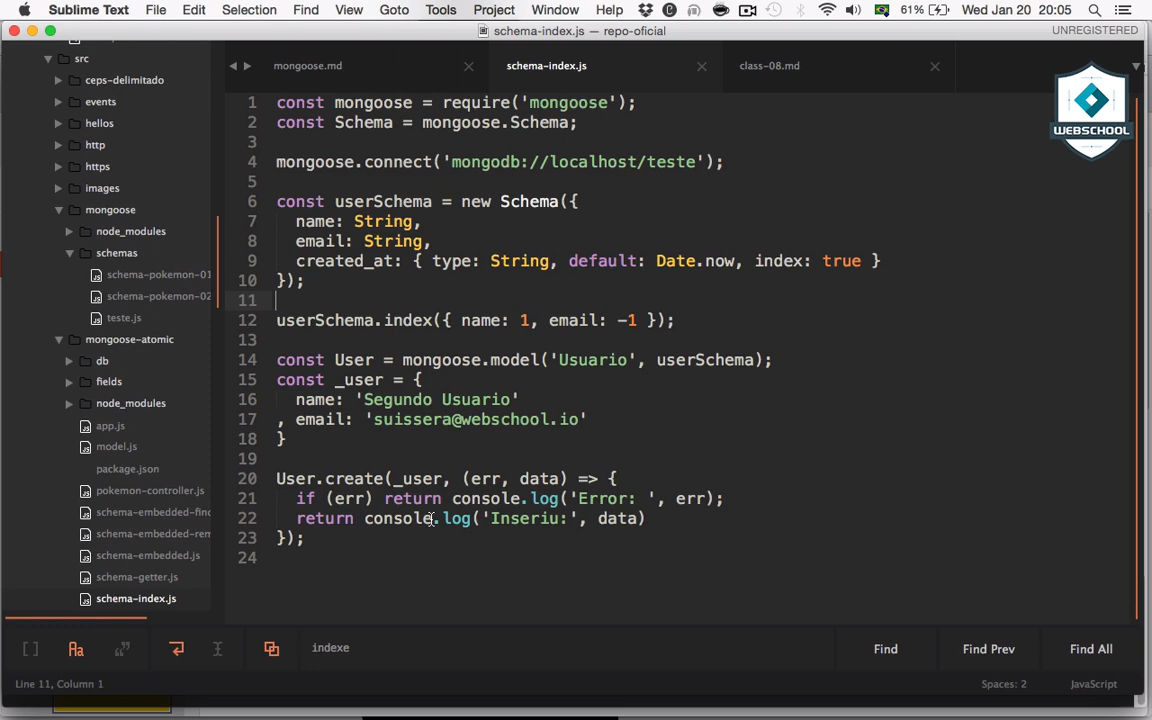 Sublime Text File Edit Selection Find View Goto Tools Project Window Help 61% Wed Jan 20 20:05
schema-index.js — repo-oficial UNREGISTERED
mongoose.md schema-index.js class-08.md
WEBSCHOOL
src
ceps-delimitado
events
hellos
http
https
images
mongoose
node_modules
schemas
schema-pokemon-01
schema-pokemon-02
teste.js
mongoose-atomic
db
fields
node_modules
app.js
model.js
package.json
pokemon-controller.js
schema-embedded-find
schema-embedded-rem
schema-embedded.js
schema-getter.js
schema-index.js
1 const mongoose = require('mongoose');
2 const Schema = mongoose.Schema;
3
4 mongoose.connect('mongodb://localhost/teste');
5
6 const userSchema = new Schema({
7 name: String,
8 email: String,
9 created_at: { type: String, default: Date.now, index: true }
10 });
11
12 userSchema.index({ name: 1, email: -1 });
13
14 const User = mongoose.model('Usuario', userSchema);
15 const _user = {
16 name: 'Segundo Usuario'
17 , email: 'suissera@webschool.io'
18 }
19
20 User.create(_user, (err, data) => {
21 if (err) return console.log('Error: ', err);
22 return console.log('Inseriu:', data)
23 });
24
Aa indexe Find Find Prev Find All
Line 11, Column 1 Spaces: 2 JavaScript